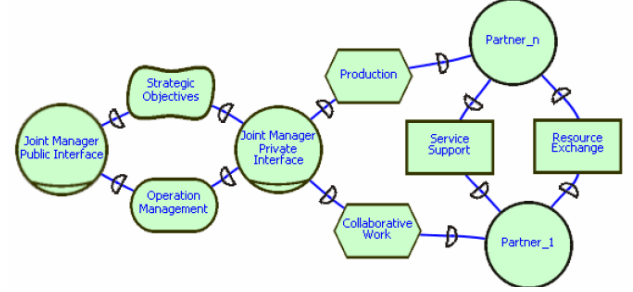 Joint Manager
Public Interface
Strategic
Objectives
Operation
Management
Joint Manager
Private
Interface
Production
Collaborative
Work
Partner_n
Service
Support
Resource
Exchange
Partner_1